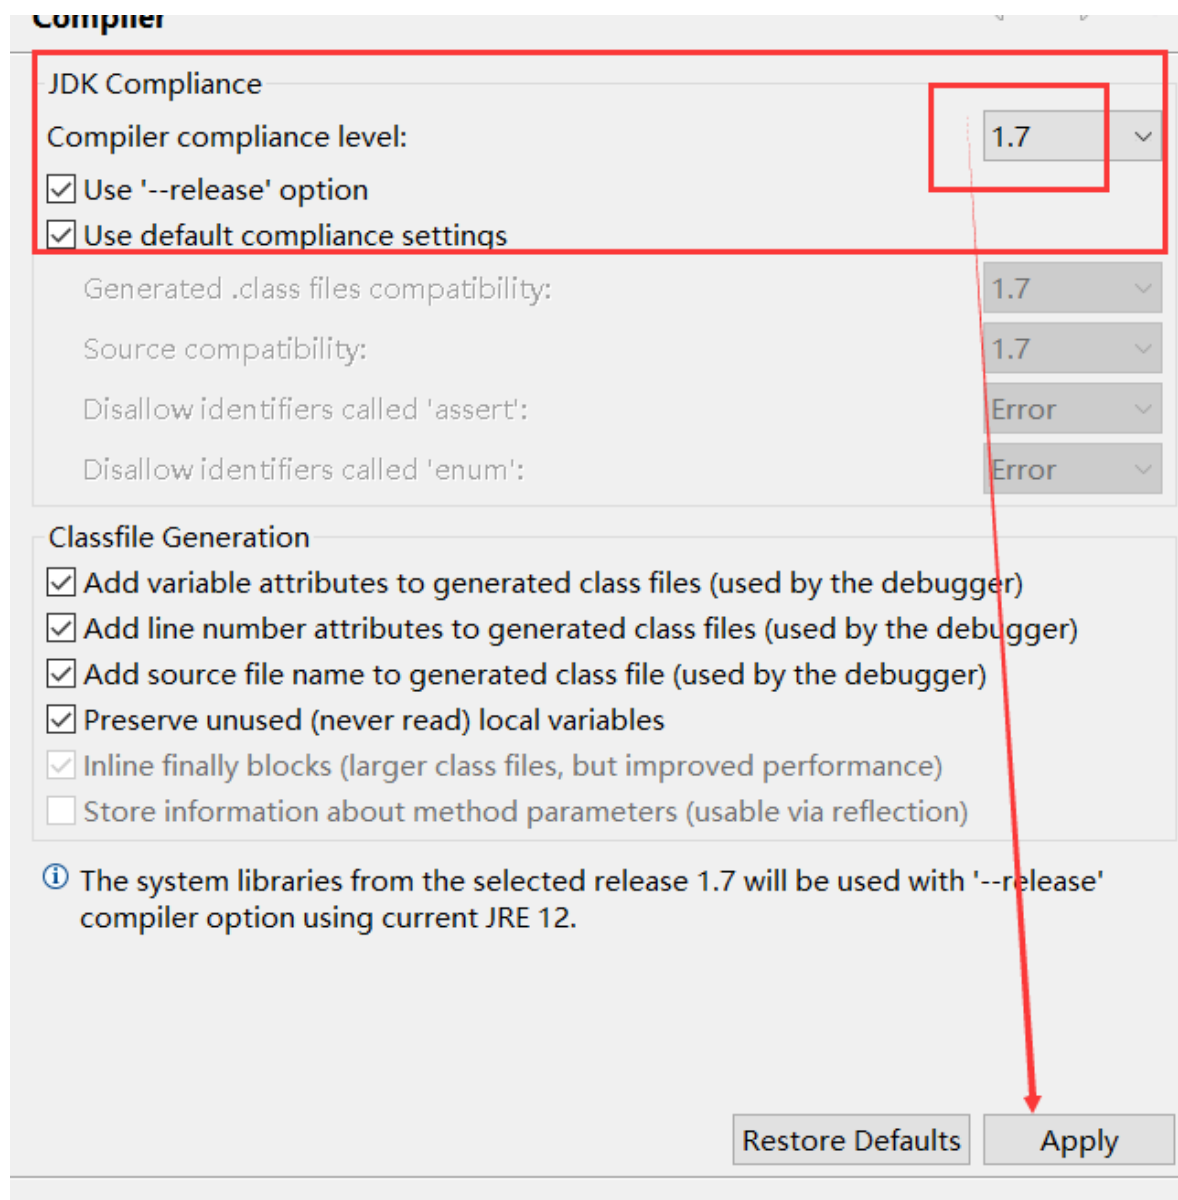 Compiler
JDK Compliance
Compiler compliance level:
1.7
Use '--release' option
Use default compliance settings
Generated .class files compatibility:
1.7
Source compatibility:
1.7
Disallow identifiers called 'assert':
Error
Disallow identifiers called 'enum':
Error
Classfile Generation
Add variable attributes to generated class files (used by the debugger)
Add line number attributes to generated class files (used by the debugger)
Add source file name to generated class file (used by the debugger)
Preserve unused (never read) local variables
Inline finally blocks (larger class files, but improved performance)
Store information about method parameters (usable via reflection)
The system libraries from the selected release 1.7 will be used with '--release'
compiler option using current JRE 12.
Restore Defaults
Apply